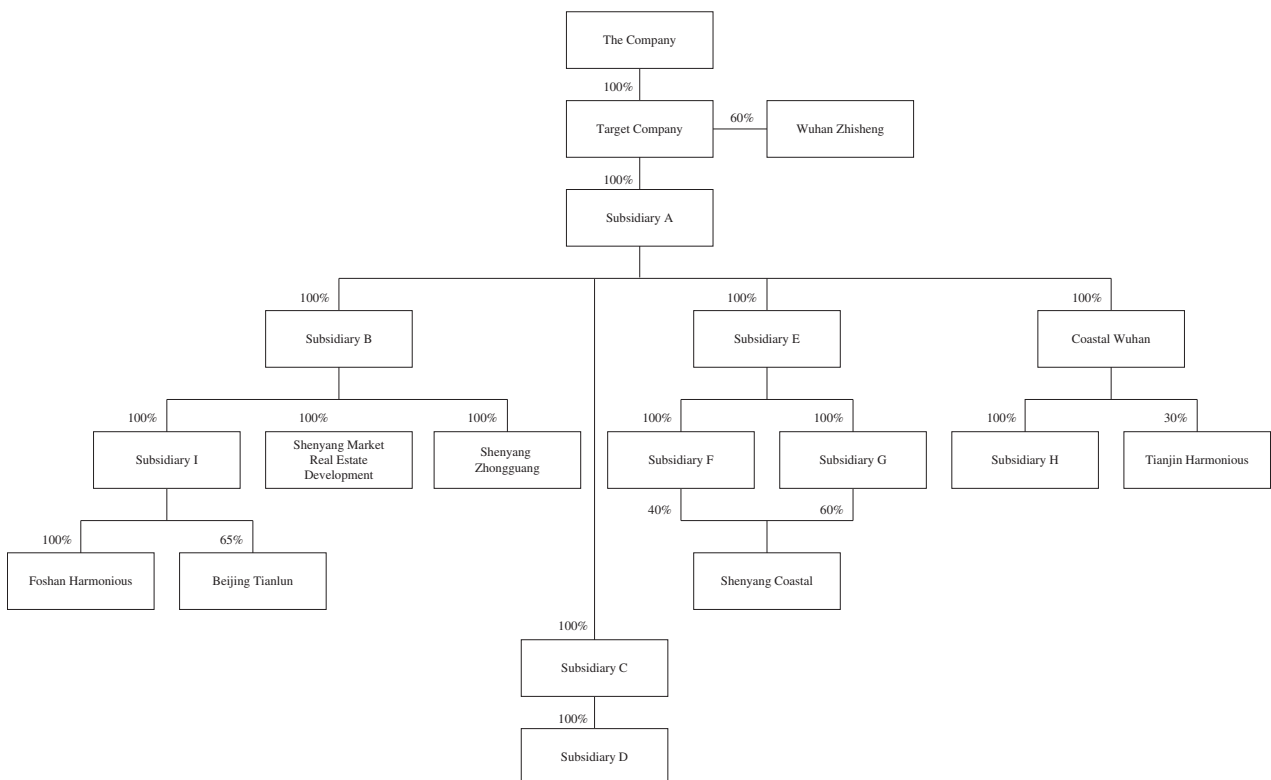 The Company
100%
Target Company
60%
Wuhan Zhisheng
100%
Subsidiary A
100%
100%
100%
Subsidiary B
Subsidiary E
Coastal Wuhan
100%
100%
100%
100%
100%
100%
30%
Subsidiary I
Shenyang Market
Real Estate
Development
Shenyang
Zhongguang
Subsidiary F
Subsidiary G
Subsidiary H
Tianjin Harmonious
40%
60%
100%
65%
Foshan Harmonious
Beijing Tianlun
Shenyang Coastal
100%
Subsidiary C
100%
Subsidiary D